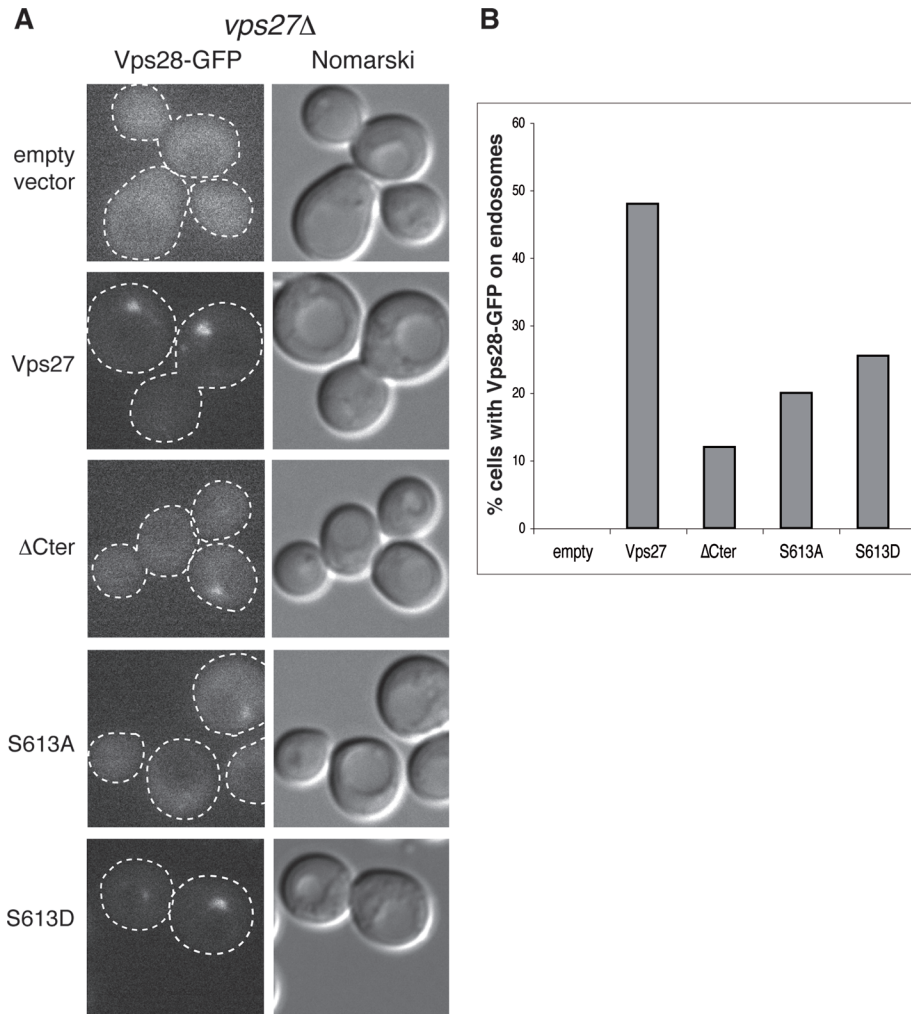 A
vps27Δ
Vps28-GFP Nomarski
empty
vector
Vps27
ΔCter
S613A
S613D
B
% cells with Vps28-GFP on endosomes
60
50
40
30
20
10
0
empty Vps27 ΔCter S613A S613D